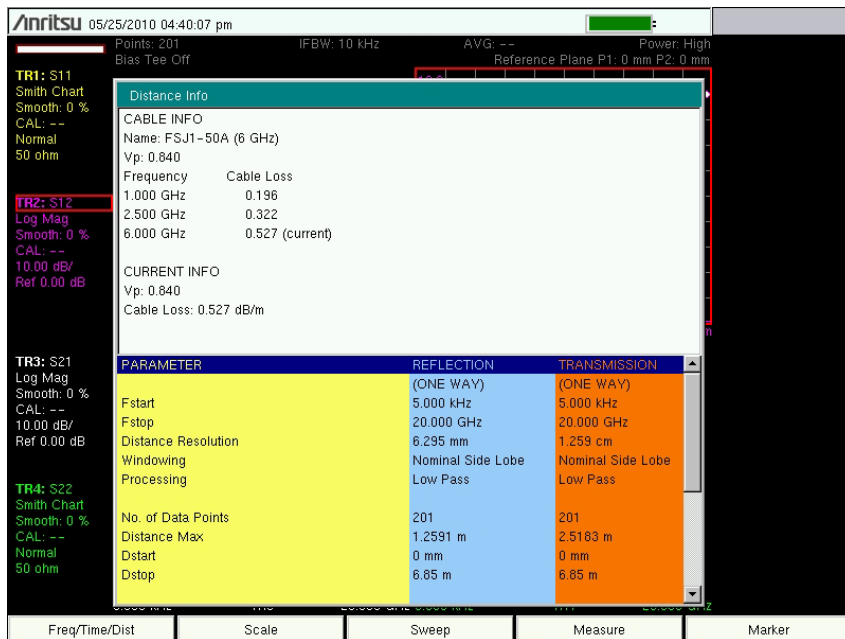 Anritsu 05/25/2010 04:40:07 pm
Points: 201 IFBW: 10 kHz AVG: -- Power: High
Bias Tee Off Reference Plane P1: 0 mm P2: 0 mm
TR1: S11
Smith Chart
Smooth: 0 %
CAL: --
Normal
50 ohm
TR2: S12
Log Mag
Smooth: 0 %
CAL: --
10.00 dB/
Ref 0.00 dB
TR3: S21
Log Mag
Smooth: 0 %
CAL: --
10.00 dB/
Ref 0.00 dB
TR4: S22
Smith Chart
Smooth: 0 %
CAL: --
Normal
50 ohm
Distance Info
CABLE INFO
Name: FSJ1-50A (6 GHz)
Vp: 0.840
Frequency Cable Loss
1.000 GHz 0.196
2.500 GHz 0.322
6.000 GHz 0.527 (current)
CURRENT INFO
Vp: 0.840
Cable Loss: 0.527 dB/m
PARAMETER REFLECTION TRANSMISSION
(ONE WAY) (ONE WAY)
Fstart 5.000 kHz 5.000 kHz
Fstop 20.000 GHz 20.000 GHz
Distance Resolution 6.295 mm 1.259 cm
Windowing Nominal Side Lobe Nominal Side Lobe
Processing Low Pass Low Pass
No. of Data Points 201 201
Distance Max 1.2591 m 2.5183 m
Dstart 0 mm 0 mm
Dstop 6.85 m 6.85 m
Freq/Time/Dist Scale Sweep Measure Marker